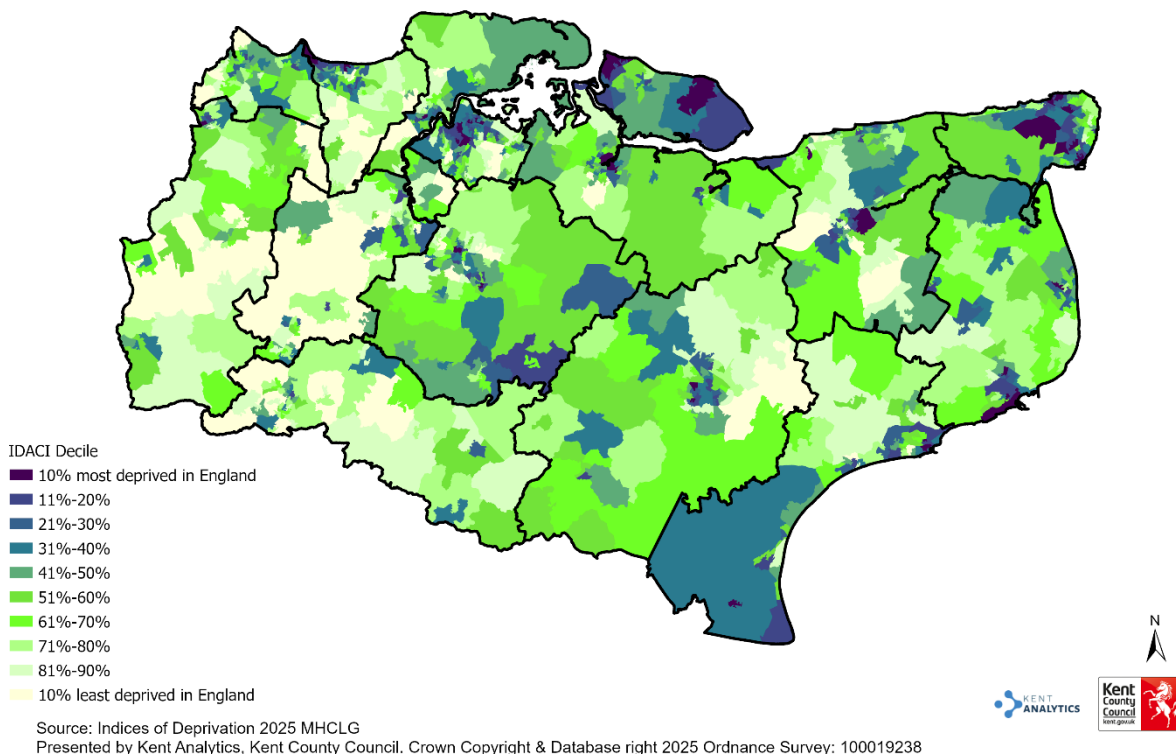 IDACI Decile
10% most deprived in England
11%-20%
21%-30%
31%-40%
41%-50%
51%-60%
61%-70%
71%-80%
81%-90%
10% least deprived in England
N
KENT
ANALYTICS
Kent
County
Council
kent.gov.uk
Source: Indices of Deprivation 2025 MHCLG
Presented by Kent Analytics, Kent County Council. Crown Copyright & Database right 2025 Ordnance Survey: 100019238